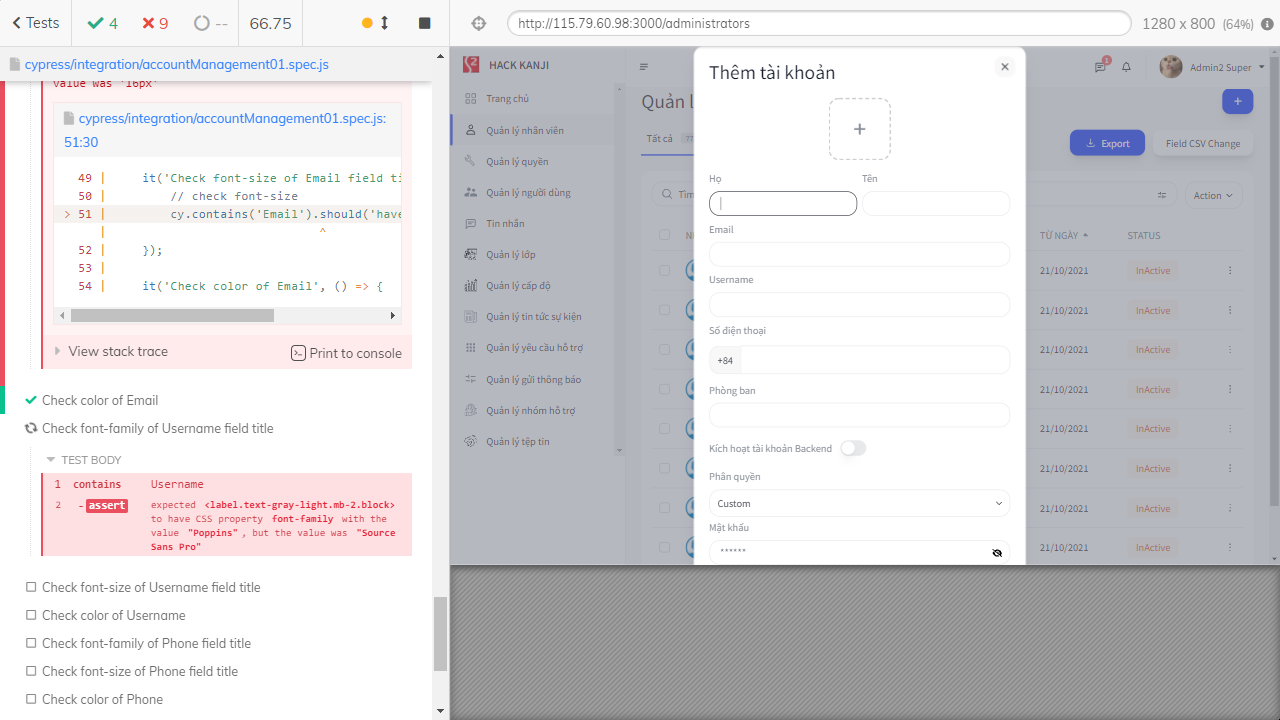 Tests
4
9
--
66.75
http://115.79.60.98:3000/administrators
1280 x 800 (64%)
cypress/integration/accountManagement01.spec.js
value was '16px'
cypress/integration/accountManagement01.spec.js:
51:30
49 | it('Check font-size of Email field ti
50 | // check font-size
> 51 | cy.contains('Email').should('have
| ^
52 | });
53 |
54 | it('Check color of Email', () => {
View stack trace
Print to console
Check color of Email
Check font-family of Username field title
TEST BODY
1 contains Username
2 -assert expected <label.text-gray-light.mb-2.block>
to have CSS property font-family with the
value "Poppins" , but the value was "Source
Sans Pro"
Check font-size of Username field title
Check color of Username
Check font-family of Phone field title
Check font-size of Phone field title
Check color of Phone
HACK KANJI
Trang chủ
Quản lý nhân viên
Quản lý quyền
Quản lý người dùng
Tin nhắn
Quản lý lớp
Quản lý cấp độ
Quản lý tin tức sự kiện
Quản lý yêu cầu hỗ trợ
Quản lý gửi thông báo
Quản lý nhóm hỗ trợ
Quản lý tệp tin
1
Admin2 Super
Quản l
+
Tất cả
Export
Field CSV Change
Tìm
Action
TỪ NGÀY
STATUS
21/10/2021 InActive
21/10/2021 InActive
21/10/2021 InActive
21/10/2021 InActive
21/10/2021 InActive
21/10/2021 InActive
21/10/2021 InActive
21/10/2021 InActive
Thêm tài khoản
+
Họ
Tên
Email
Username
Số điện thoại
+84
Phòng ban
Kích hoạt tài khoản Backend
Phân quyền
Custom
Mật khẩu
******